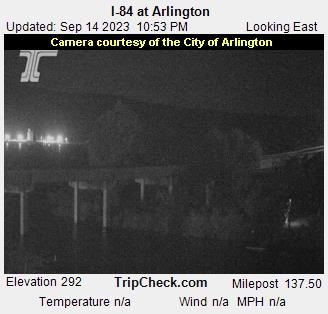 I-84 at Arlington
Updated: Sep 14 2023 10:53 PM Looking East
Camera courtesy of the City of Arlington
Elevation 292 TripCheck.com Milepost 137.50
Temperature n/a Wind n/a MPH n/a